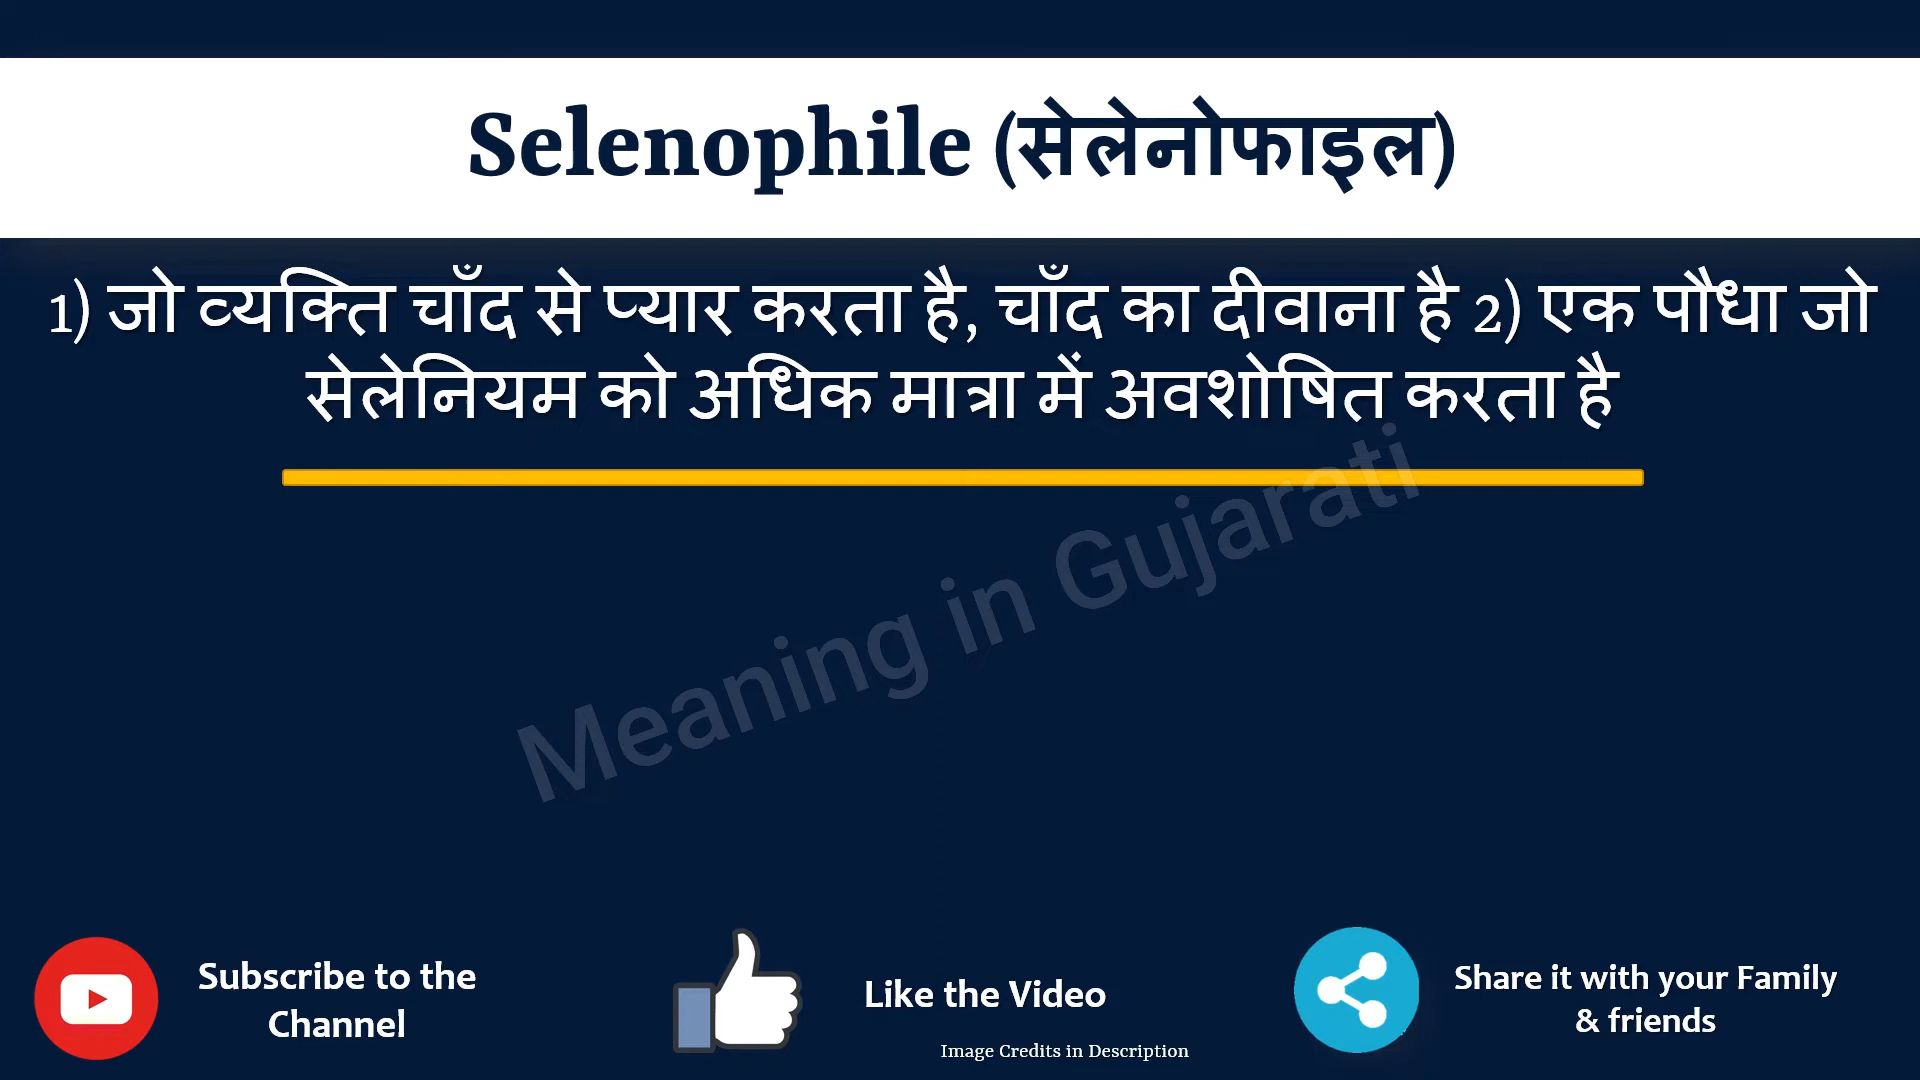 Selenophile (सेलेनोफाइल)
1) जो व्यक्ति चाँद से प्यार करता है, चाँद का दीवाना है 2) एक पौधा जो
सेलेनियम को अधिक मात्रा में अवशोषित करता है
Meaning in Gujarati
Subscribe to the
Channel
Like the Video
Share it with your Family
& friends
Image Credits in Description